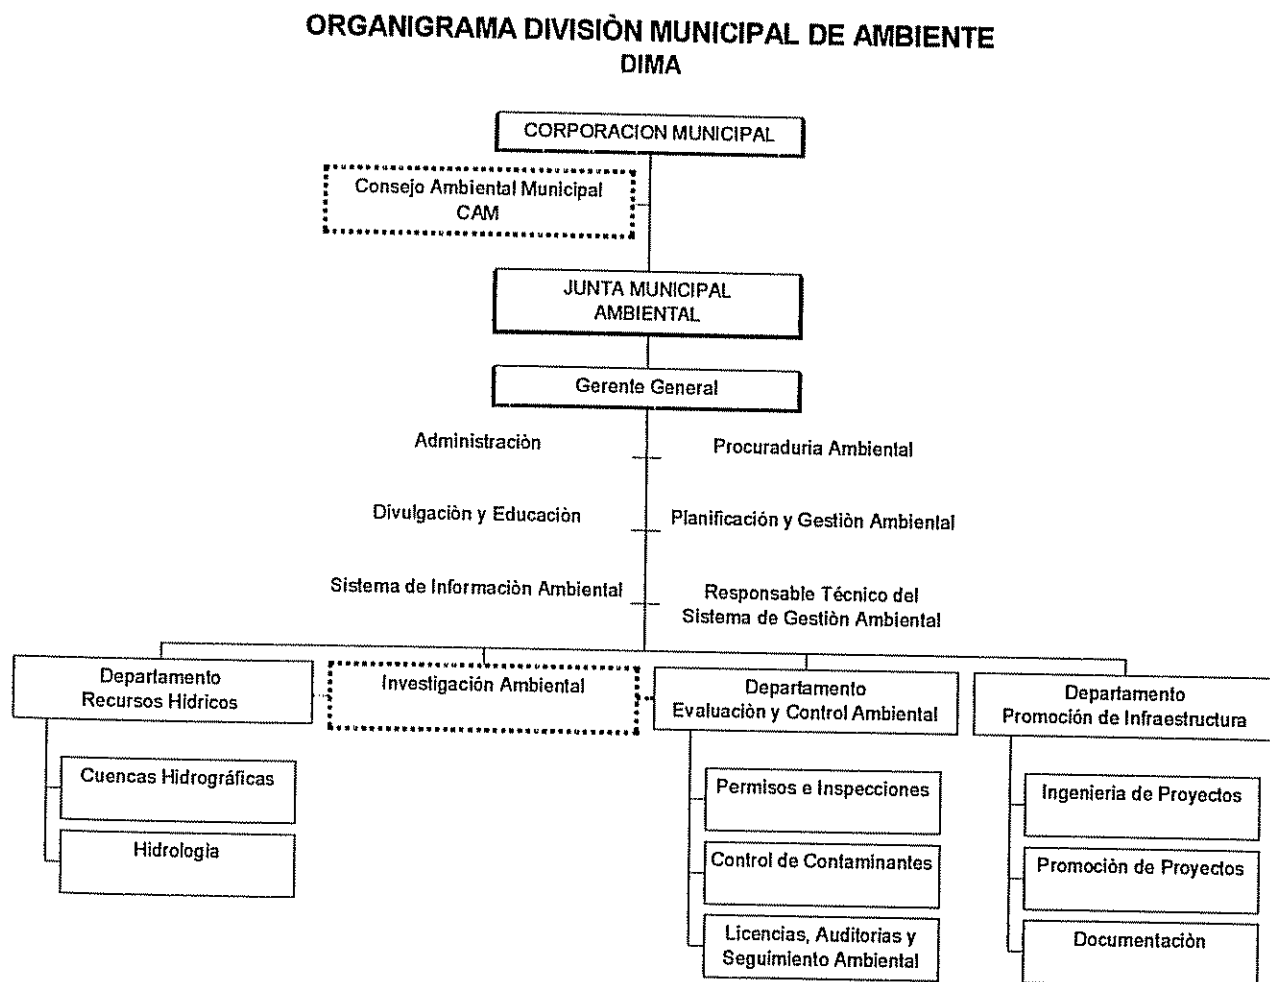 ORGANIGRAMA DIVISIÒN MUNICIPAL DE AMBIENTE
DIMA
CORPORACION MUNICIPAL
Consejo Ambiental Municipal
CAM
JUNTA MUNICIPAL
AMBIENTAL
Gerente General
Administraciòn
Procuraduria Ambiental
Divulgaciòn y Educaciòn
Planificaciòn y Gestiòn Ambiental
Sistema de Informaciòn Ambiental
Responsable Técnico del
Sistema de Gestiòn Ambiental
Departamento
Recursos Hidricos
Investigaciòn Ambiental
Departamento
Evaluaciòn y Control Ambiental
Departamento
Promociòn de Infraestructura
Cuencas Hidrográficas
Hidrologia
Permisos e Inspecciones
Control de Contaminantes
Licencias, Auditorias y
Seguimiento Ambiental
Ingenieria de Proyectos
Promociòn de Proyectos
Documentaciòn